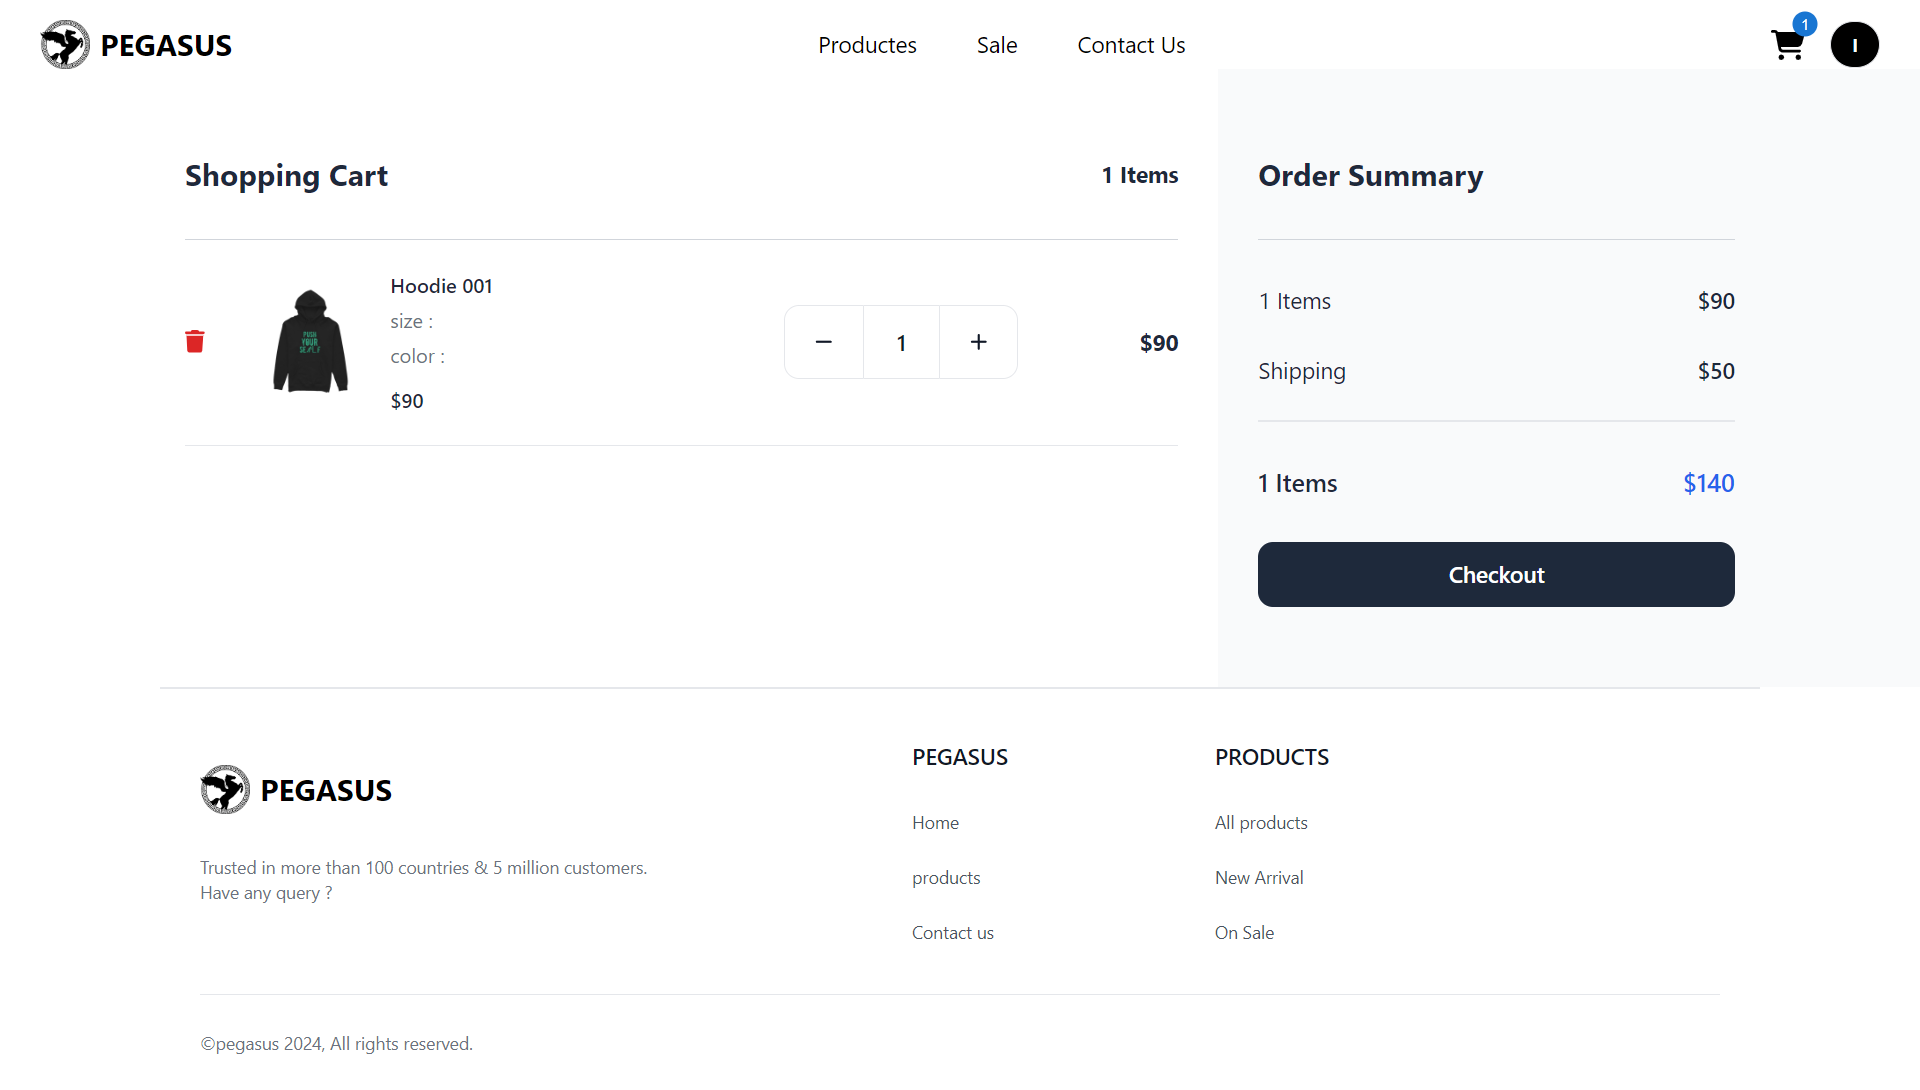 PEGASUS
Productes
Sale
Contact Us
1
I
Shopping Cart
1 Items
Hoodie 001
size :
color :
$90
PUSH
YOUR
1
$90
Order Summary
1 Items
$90
Shipping
$50
1 Items
$140
Checkout
PEGASUS
Trusted in more than 100 countries & 5 million customers.
Have any query ?
PEGASUS
Home
products
Contact us
PRODUCTS
All products
New Arrival
On Sale
©pegasus 2024, All rights reserved.